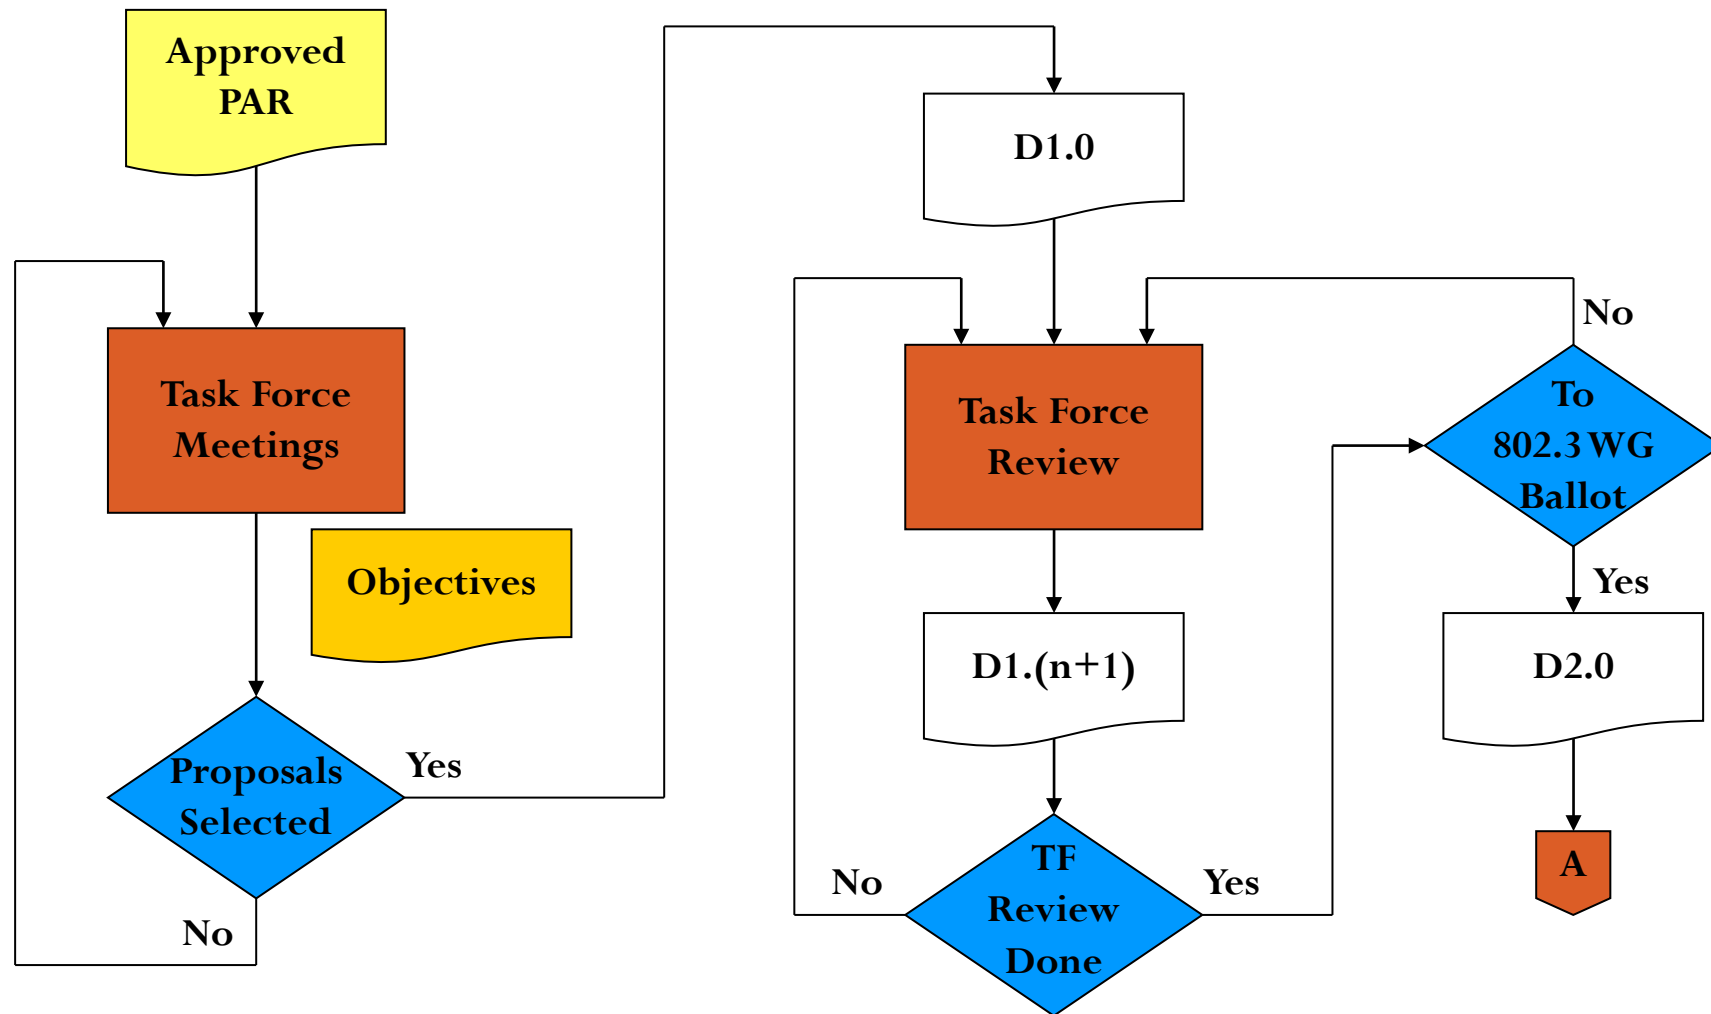 Approved
PAR
Task Force
Meetings
Objectives
Proposals
Selected
Yes
No
D1.0
Task Force
Review
D1.(n+1)
TF
Review
Done
No
Yes
To
802.3 WG
Ballot
No
Yes
D2.0
A